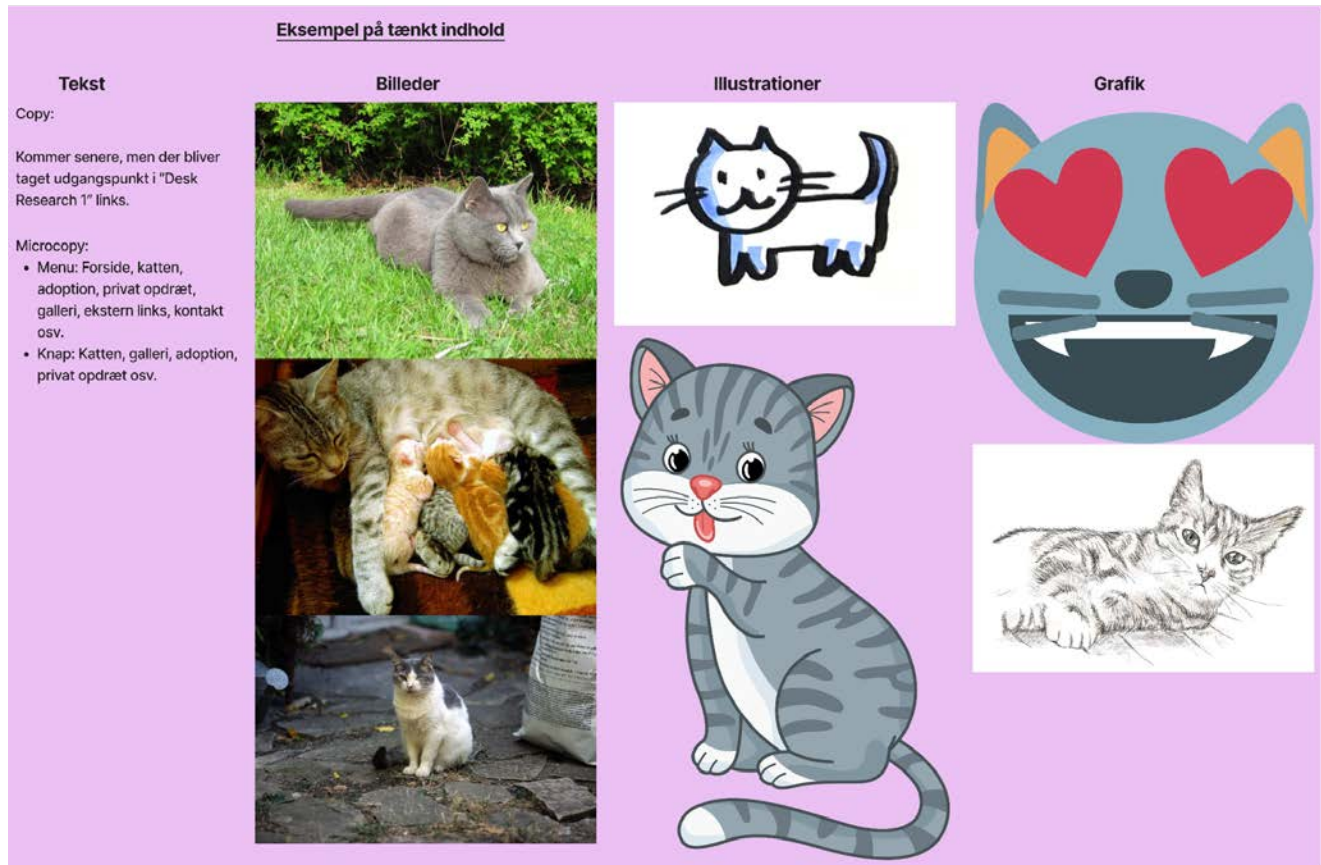 Eksempel på tænkt indhold
Tekst
Copy:
Kommer senere, men der bliver
taget udgangspunkt i "Desk
Research 1" links.
Microcopy:
• Menu: Forside, katten,
adoption, privat opdræt,
galleri, ekstern links, kontakt
osv.
• Knap: Katten, galleri, adoption,
privat opdræt osv.
Billeder
Illustrationer
Grafik